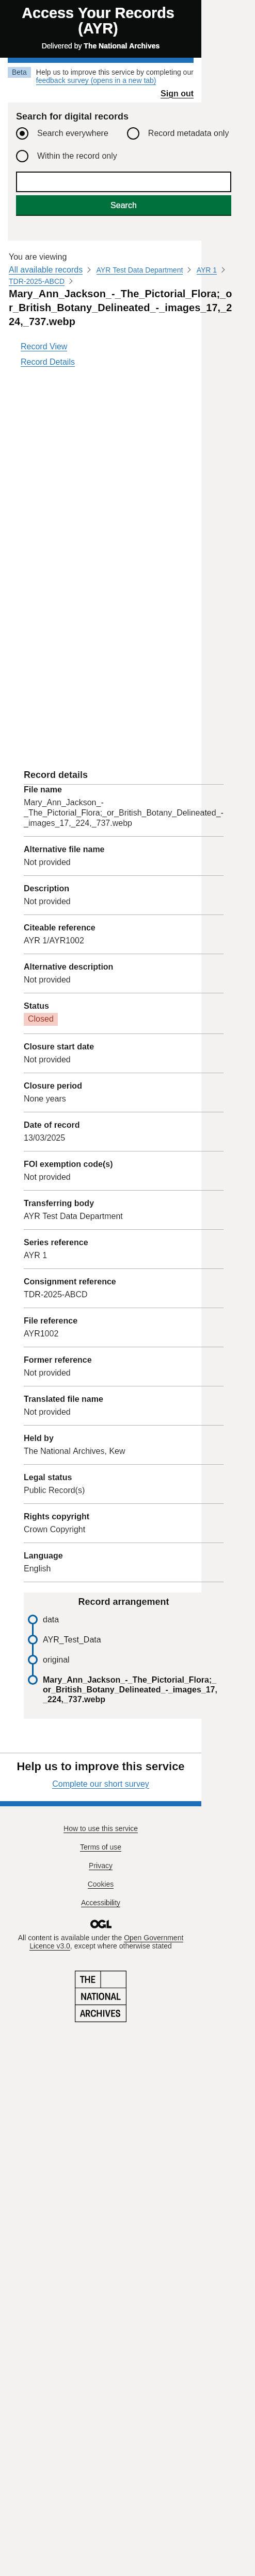 Access Your Records
(AYR)
Delivered by The National Archives
Beta
Help us to improve this service by completing our
feedback survey (opens in a new tab)
Sign out
Search for digital records
Search everywhere
Record metadata only
Within the record only
Search
You are viewing
All available records > AYR Test Data Department > AYR 1 >
TDR-2025-ABCD >
Mary_Ann_Jackson_-_The_Pictorial_Flora;_o
r_British_Botany_Delineated_-_images_17,_2
24,_737.webp
Record View
Record Details
Record details
File name
Mary_Ann_Jackson_-
_The_Pictorial_Flora;_or_British_Botany_Delineated_-
_images_17,_224,_737.webp
Alternative file name
Not provided
Description
Not provided
Citeable reference
AYR 1/AYR1002
Alternative description
Not provided
Status
Closed
Closure start date
Not provided
Closure period
None years
Date of record
13/03/2025
FOI exemption code(s)
Not provided
Transferring body
AYR Test Data Department
Series reference
AYR 1
Consignment reference
TDR-2025-ABCD
File reference
AYR1002
Former reference
Not provided
Translated file name
Not provided
Held by
The National Archives, Kew
Legal status
Public Record(s)
Rights copyright
Crown Copyright
Language
English
Record arrangement
data
AYR_Test_Data
original
Mary_Ann_Jackson_-_The_Pictorial_Flora;_
or_British_Botany_Delineated_-_images_17,
_224,_737.webp
Help us to improve this service
Complete our short survey
How to use this service
Terms of use
Privacy
Cookies
Accessibility
OGL
All content is available under the Open Government
Licence v3.0, except where otherwise stated
THE
NATIONAL
ARCHIVES